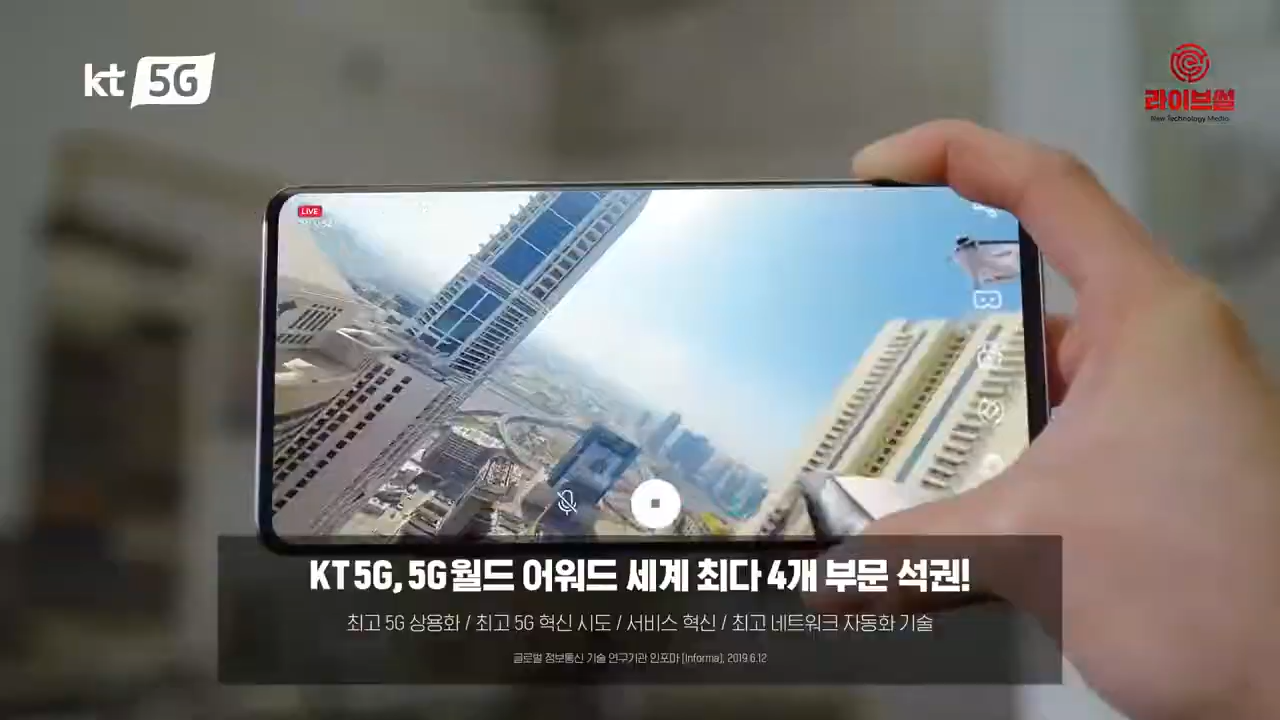 kt 5G
라이브썰
New Technology Media
LIVE
KT 5G, 5G월드 어워드 세계 최다 4개 부문 석권!
최고 5G 상용화 / 최고 5G 혁신 시도 / 서비스 혁신 / 최고 네트워크 자동화 기술
글로벌 정보통신 기술 연구기관 인포마 (Informa), 2019.6.12